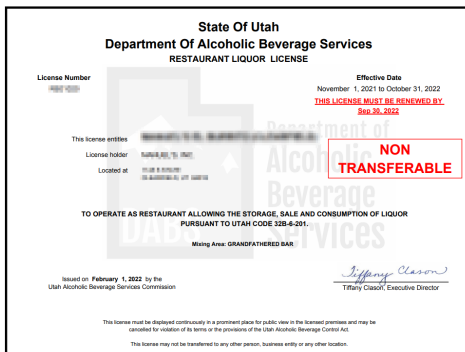 State Of Utah
Department Of Alcoholic Beverage Services
RESTAURANT LIQUOR LICENSE
License Number
Effective Date
November 1, 2021 to October 31, 2022
THIS LICENSE MUST BE RENEWED BY
Sep 30, 2022
This license entitles
License holder
Located at
NON
TRANSFERABLE
DABS
Department of
Alcoholic
Beverage
Services
TO OPERATE AS RESTAURANT ALLOWING THE STORAGE, SALE AND CONSUMPTION OF LIQUOR
PURSUANT TO UTAH CODE 32B-6-201.
Mixing Area: GRANDFATHERED BAR
Issued on February 1, 2022 by the
Utah Alcoholic Beverage Services Commission
Tiffany Clason
Tiffany Clason, Executive Director
This license must be displayed continuously in a prominent place for public view in the licensed premises and may be
cancelled for violation of its terms or the provisions of the Utah Alcoholic Beverage Control Act.
This license may not be transferred to any other person, business entity or any other location.